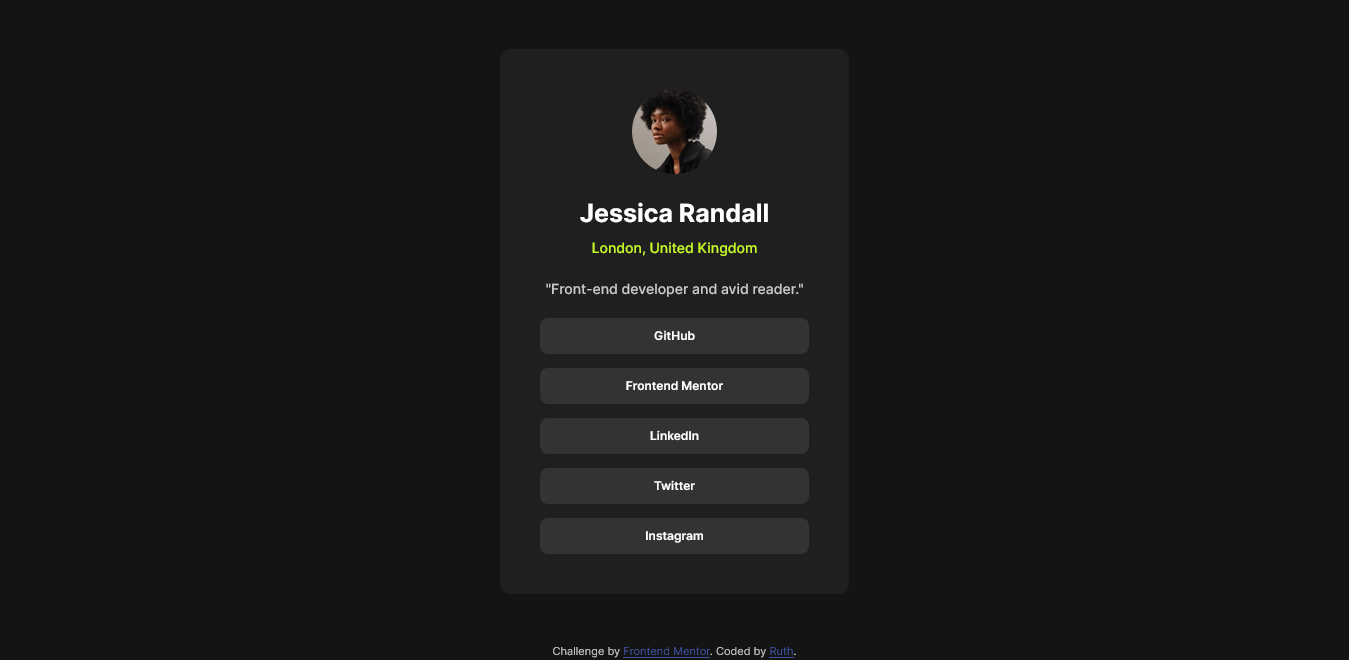 Jessica Randall
London, United Kingdom
"Front-end developer and avid reader."
GitHub
Frontend Mentor
LinkedIn
Twitter
Instagram
Challenge by Frontend Mentor. Coded by Ruth.